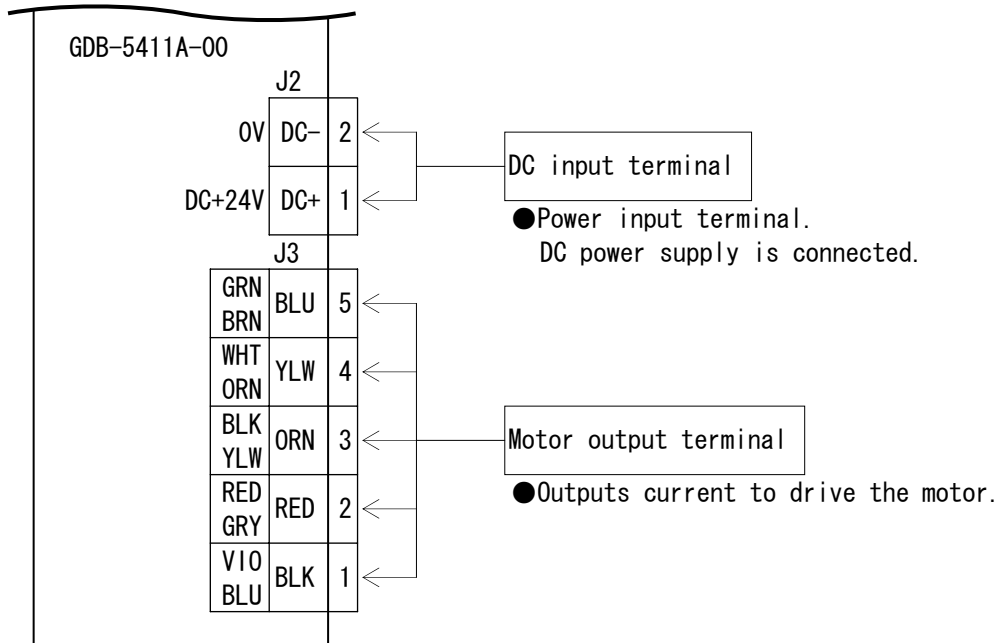 GDB-5411A-00
J2
0V DC- 2
DC+24V DC+ 1
DC input terminal
●Power input terminal.
DC power supply is connected.
J3
GRN
BRN
BLU 5
WHT
ORN
YLW 4
BLK
YLW
ORN 3
RED
GRY
RED 2
VIO
BLU
BLK 1
Motor output terminal
●Outputs current to drive the motor.